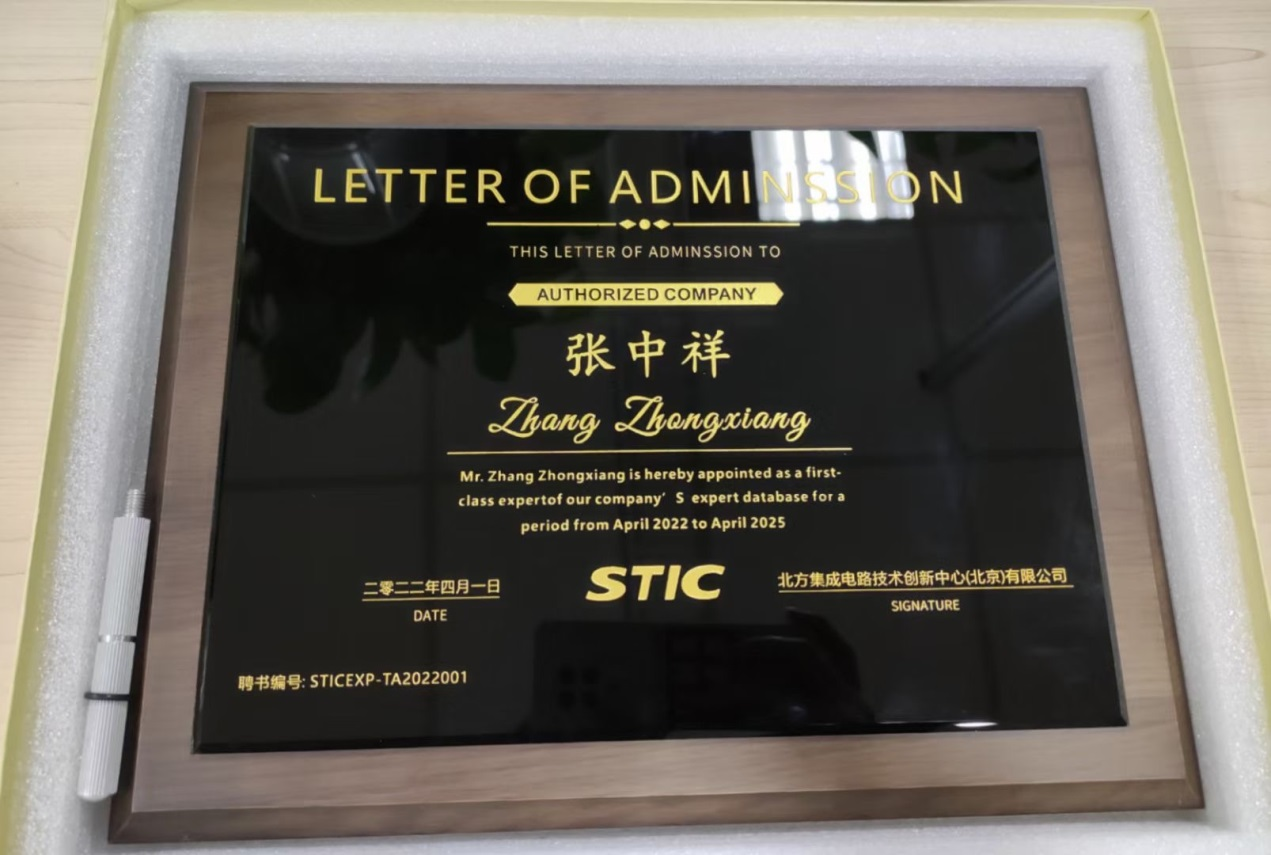 LETTER OF ADMINSSION
THIS LETTER OF ADMINSSION TO
AUTHORIZED COMPANY
张中祥
Zhang Zhongxiang
Mr. Zhang Zhongxiang is hereby appointed as a first-
class expertof our company’S expert database for a
period from April 2022 to April 2025
二零二二年四月一日
DATE
STIC
北方集成电路技术创新中心(北京)有限公司
SIGNATURE
聘书编号: STICEXP-TA2022001